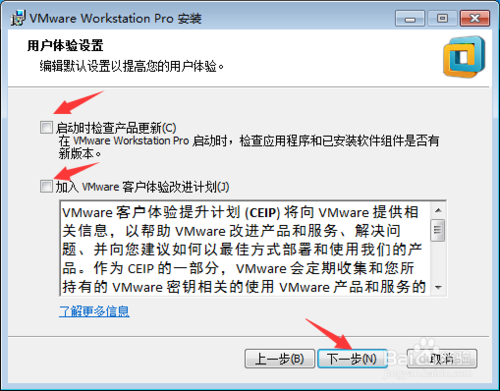 VMware Workstation Pro 安装
用户体验设置
编辑默认设置以提高您的用户体验。
启动时检查产品更新(C)
在 VMware Workstation Pro 启动时，检查应用程序和已安装软件组件是否有
新版本。
加入 VMware 客户体验改进计划(J)
VMware 客户体验提升计划 (CEIP) 将向 VMware 提供相
关信息，以帮助 VMware 改进产品和服务、解决问
题、并向您建议如何以最佳方式部署和使用我们的产
品。作为 CEIP 的一部分，VMware 会定期收集和您所
持有的 VMware 密钥相关的使用 VMware 产品和服务的
了解更多信息
上一步(B) 下一步(N) 取消